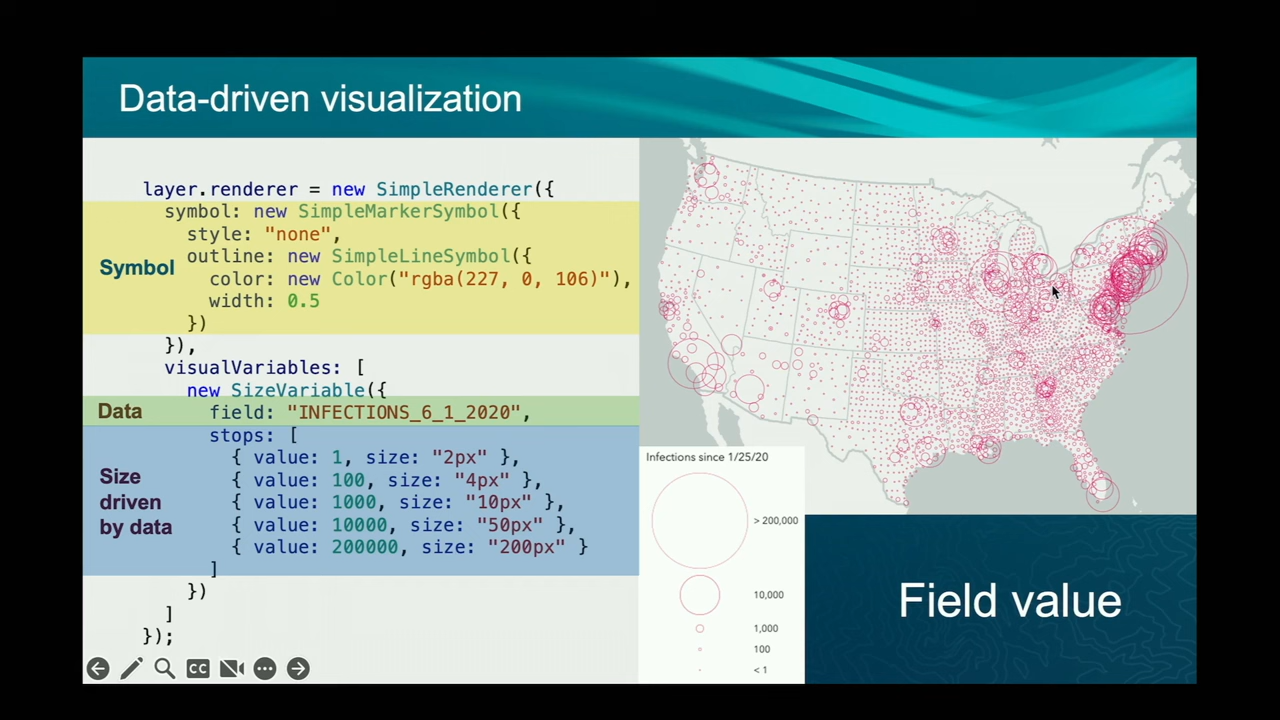 Data-driven visualization
layer.renderer = new SimpleRenderer({
symbol: new SimpleMarkerSymbol({
style: "none",
outline: new SimpleLineSymbol({
Symbol
color: new Color("rgba(227, 0, 106)"),
width: 0.5
})
}),
visualVariables: [
new SizeVariable({
Data
field: "INFECTIONS_6_1_2020",
stops: [
{ value: 1, size: "2px" },
{ value: 100, size: "4px" },
{ value: 1000, size: "10px" },
{ value: 10000, size: "50px" },
{ value: 200000, size: "200px" }
]
Size
driven
by data
})
]
});
Infections since 1/25/20
> 200,000
10,000
1,000
100
< 1
Field value
CC